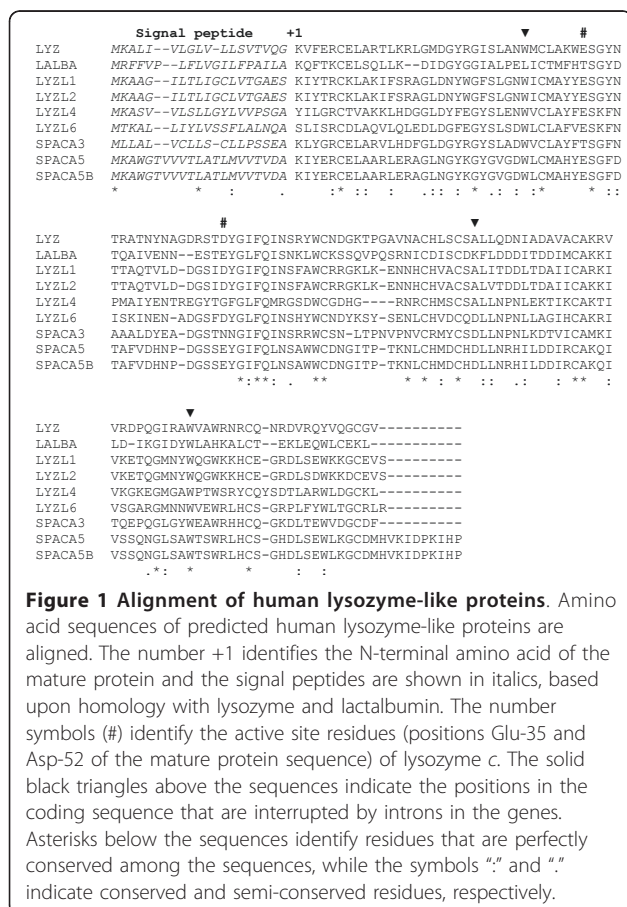 Signal peptide +1 ▼ #
LYZ MKALI--VLGLV-LLSVTVQG KVFERCELARTLKRLGMDGYRGISLANWMCLAKWESGYN
LALBA MRFFVP--LFLVGILFPAILA KQFTKCELSQLLK--DIDGYGGIALPELICTMFHTSGYD
LYZL1 MKAAG--ILTLIGCLVTGAES KIYTRCKLAKIFSRAGLDNYWGFSLGNWICMAYYESGYN
LYZL2 MKAAG--ILTLIGCLVTGAES KIYTRCKLAKIFSRAGLDNYWGFSLGNWICMAYYESGYN
LYZL4 MKASV--VLSLLGYLVVPSGA YILGRCTVAKKLHDGGLDYFEGYSLENWVCLAYFESKFN
LYZL6 MTKAL--LIYLVSSFLALNQA SLISRCDLAQVLQLEDLDGFEGYSLSDWLCLAFVESKFN
SPACA3 MLAL--VCLLS-CLLPSSEA KLYGRCELARVLHDFGLDGYRGYSLADWVCLAYFTSGFN
SPACA5 MKAWGTVVVTLATLMVVTVDA KIYERCELAARLERAGLNGYKGYGVGDWLCMAHYESGFD
SPACA5B MKAWGTVVVTLATLMVVTVDA KIYERCELAARLERAGLNGYKGYGVGDWLCMAHYESGFD
* * : . :* :: : .:: : .: :* * ::
# ▼
LYZ TRATNYNAGDRSTDYGIFQINSRYWCNDGKTPGAVNACHLSCSALLQDNIADAVACAKRV
LALBA TQAIVENN--ESTEYGLFQISNKLWCKSSQVPQSRNICDISCDKFLDDDITDDIMCAKKI
LYZL1 TTAQTVLD-DGSIDYGIFQINSFAWCRRGKLK-ENNHCHVACSALITDDLTDAIICARKI
LYZL2 TTAQTVLD-DGSIDYGIFQINSFAWCRRGKLK-ENNHCHVACSALVTDDLTDAIICAKKI
LYZL4 PMAIYENTREGYTGFGLFQMRGSDWCGDHG----RNRCHMSCSALLNPNLEKTIKCAKTI
LYZL6 ISKINEN-ADGSFDYGLFQINSHYWCNDYKSY-SENLCHVDCQDLLNPNLLAGIHCAKRI
SPACA3 AAALDYEA-DGSTNNGIFQINSRRWCSN-LTPNVPNVCRMYCSDLLNPNLKDTVICAMKI
SPACA5 TAFVDHNP-DGSSEYGIFQLNSAWWCDNGITP-TKNLCHMDCHDLLNRHILDDIRCAKQI
SPACA5B TAFVDHNP-DGSSEYGIFQLNSAWWCDNGITP-TKNLCHMDCHDLLNRHILDDIRCAKQI
*:**: . ** * * : * :: .: : ** :
▼
LYZ VRDPQGIRAWVAWRNRCQ-NRDVRQYVQGCGV----------
LALBA LD-IKGIDYWLAHKALCT--EKLEQWLCEKL-----------
LYZL1 VKETQGMNYWQGWKKHCE-GRDLSEWKKGCEVS---------
LYZL2 VKETQGMNYWQGWKKHCE-GRDLSDWKKDCEVS---------
LYZL4 VKGKEGMGAWPTWSRYCQYSDTLARWLDGCKL----------
LYZL6 VSGARGMNNWVEWRLHCS-GRPLFYWLTGCRLR---------
SPACA3 TQEPQGLGYWEAWRHHCQ-GKDLTEWVDGCDF----------
SPACA5 VSSQNGLSAWTSWRLHCS-GHDLSEWLKGCDMHVKIDPKIHP
SPACA5B VSSQNGLSAWTSWRLHCS-GHDLSEWLKGCDMHVKIDPKIHP
.*: * * : :
Figure 1 Alignment of human lysozyme-like proteins. Amino
acid sequences of predicted human lysozyme-like proteins are
aligned. The number +1 identifies the N-terminal amino acid of the
mature protein and the signal peptides are shown in italics, based
upon homology with lysozyme and lactalbumin. The number
symbols (#) identify the active site residues (positions Glu-35 and
Asp-52 of the mature protein sequence) of lysozyme c. The solid
black triangles above the sequences indicate the positions in the
coding sequence that are interrupted by introns in the genes.
Asterisks below the sequences identify residues that are perfectly
conserved among the sequences, while the symbols ":" and "."
indicate conserved and semi-conserved residues, respectively.